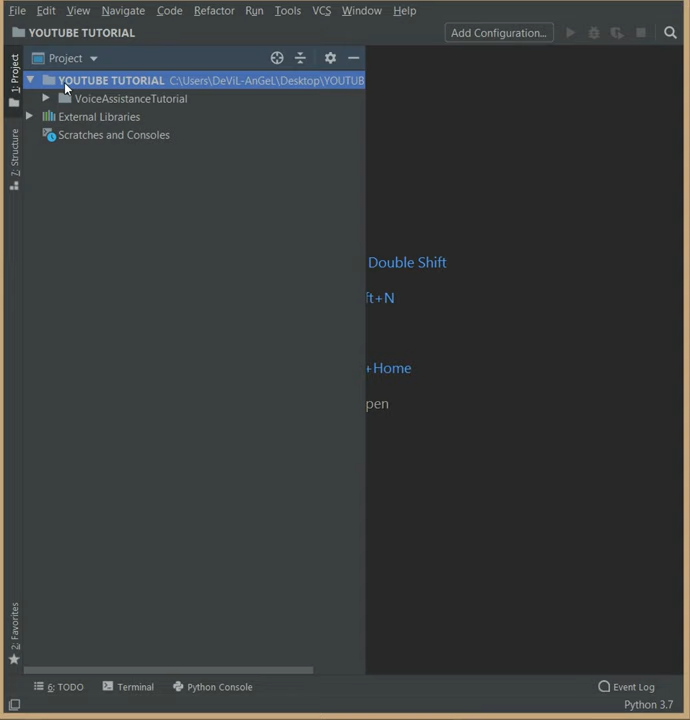 File Edit View Navigate Code Refactor Run Tools VCS Window Help
YOUTUBE TUTORIAL Add Configuration...
1: Project
Project
YOUTUBE TUTORIAL C:\Users\DeViL-AnGeL\Desktop\YOUTUB
VoiceAssistanceTutorial
External Libraries
Scratches and Consoles
7: Structure
Double Shift
ft+N
+Home
pen
2: Favorites
6: TODO Terminal Python Console Event Log
Python 3.7